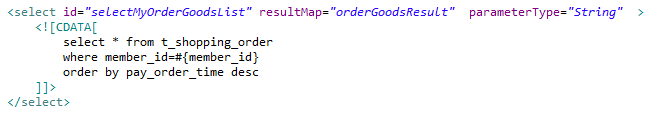 <select id="selectMyOrderGoodsList" resultMap="orderGoodsResult"  parameterType="String"  >
    <![CDATA[
        select * from t_shopping_order
        where member_id=#{member_id}
        order by pay_order_time desc
    ]]>
</select>